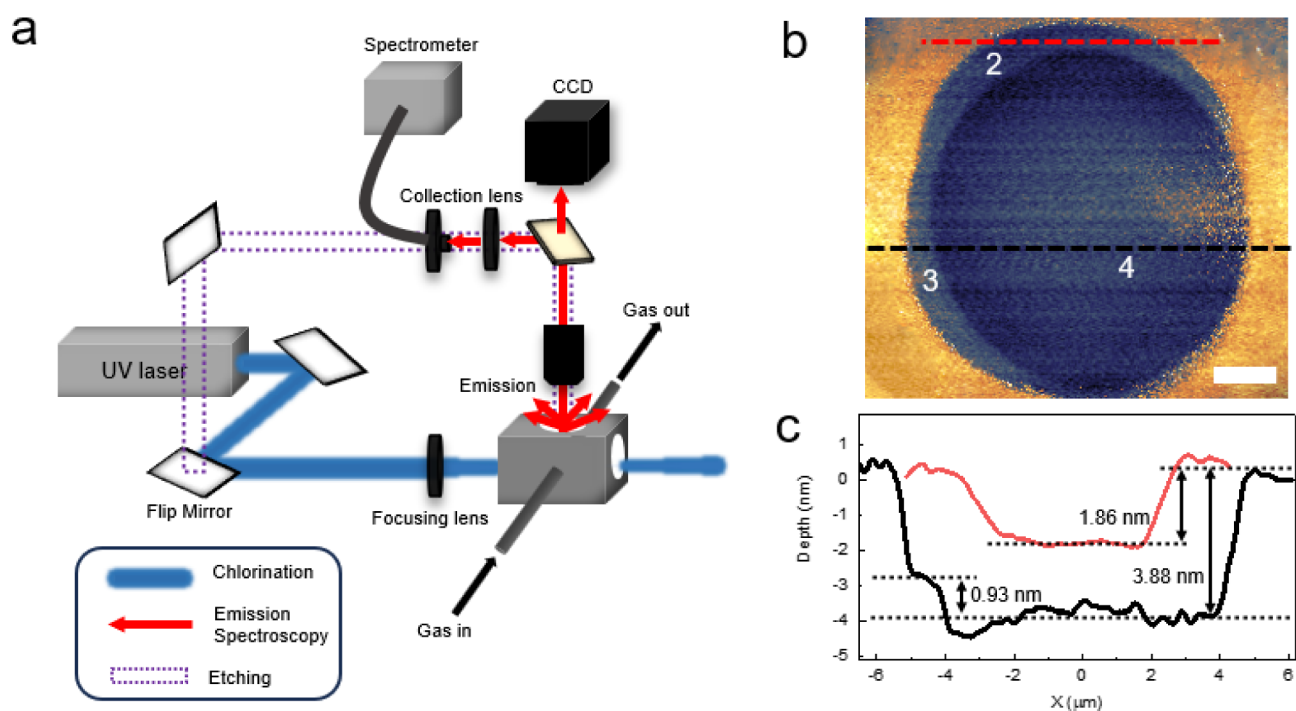 a
Spectrometer
CCD
Collection lens
Gas out
UV laser
Emission
Flip Mirror
Focusing lens
Gas in
Chlorination
Emission
Spectroscopy
Etching
b
2
3
4
c
1
0
-1
-2
-3
-4
-5
Depth (nm)
1.86 nm
3.88 nm
0.93 nm
-6
-4
-2
0
2
4
6
X (μm)